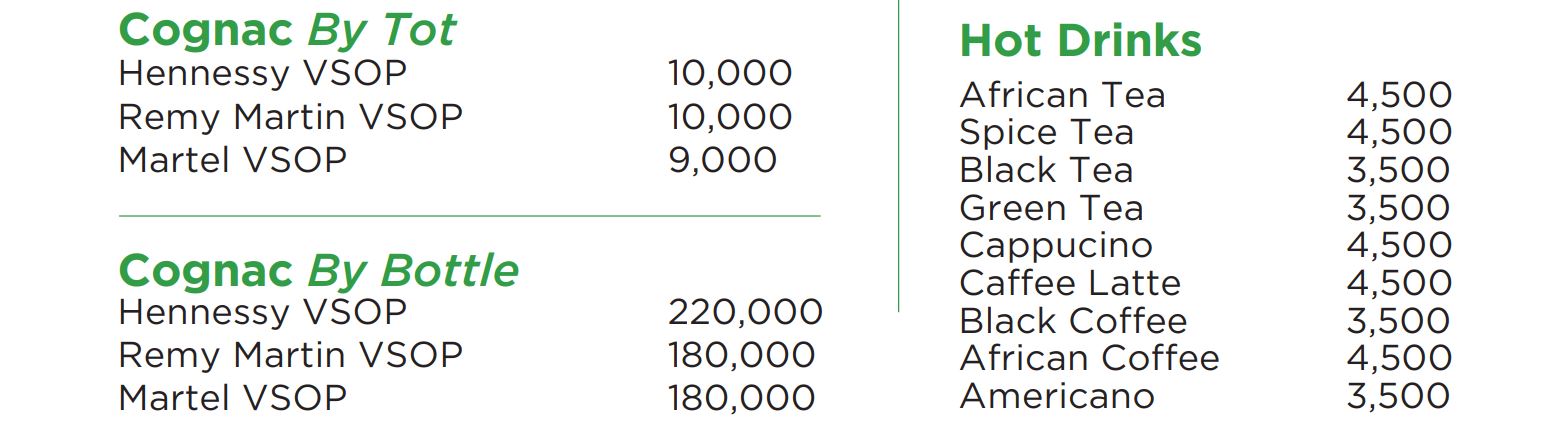 Cognac By Tot
Hennessy VSOP 10,000
Remy Martin VSOP 10,000
Martel VSOP 9,000
Cognac By Bottle
Hennessy VSOP 220,000
Remy Martin VSOP 180,000
Martel VSOP 180,000
Hot Drinks
African Tea 4,500
Spice Tea 4,500
Black Tea 3,500
Green Tea 3,500
Cappucino 4,500
Caffee Latte 4,500
Black Coffee 3,500
African Coffee 4,500
Americano 3,500